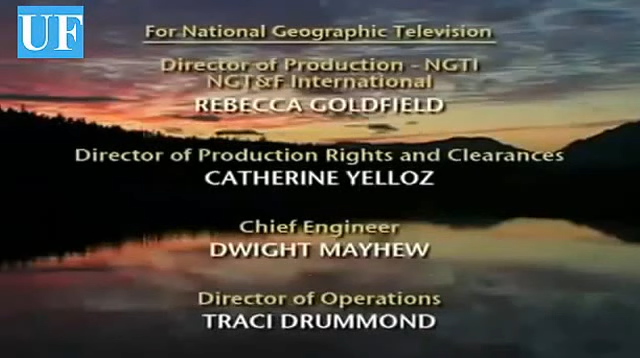 UF
For National Geographic Television
Director of Production - NGTI
NGT&F International
REBECCA GOLDFIELD
Director of Production Rights and Clearances
CATHERINE YELLOZ
Chief Engineer
DWIGHT MAYHEW
Director of Operations
TRACI DRUMMOND